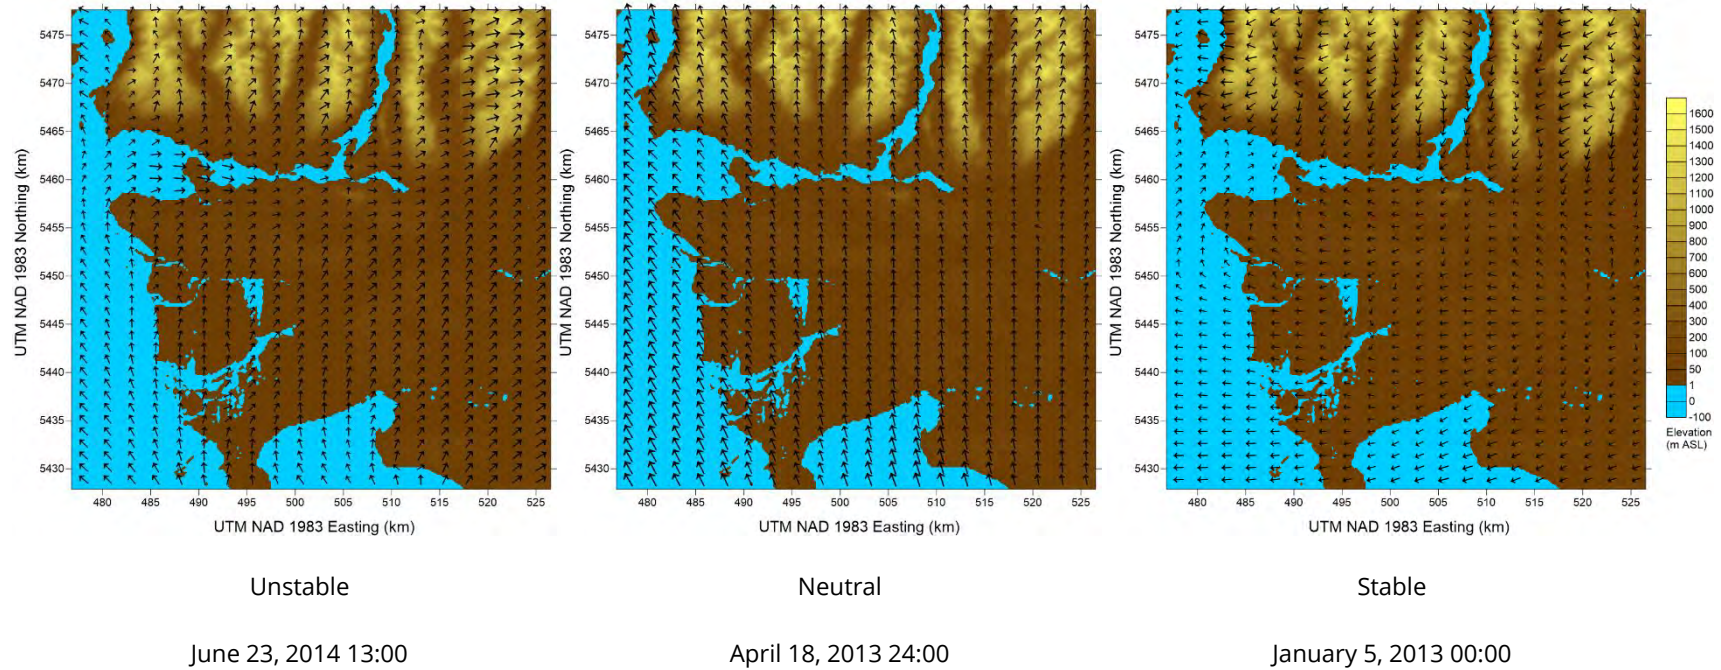 5475
5470
5465
5460
5455
5450
5445
5440
5435
5430
UTM NAD 1983 Northing (km)
480 485 490 495 500 505 510 515 520 525
UTM NAD 1983 Easting (km)
5475
5470
5465
5460
5455
5450
5445
5440
5435
5430
UTM NAD 1983 Northing (km)
480 485 490 495 500 505 510 515 520 525
UTM NAD 1983 Easting (km)
5475
5470
5465
5460
5455
5450
5445
5440
5435
5430
UTM NAD 1983 Northing (km)
480 485 490 495 500 505 510 515 520 525
UTM NAD 1983 Easting (km)
1600
1500
1400
1300
1200
1100
1000
900
800
700
600
500
400
300
200
100
50
1
0
-100
Elevation
(m ASL)
Unstable
Neutral
Stable
June 23, 2014 13:00
April 18, 2013 24:00
January 5, 2013 00:00